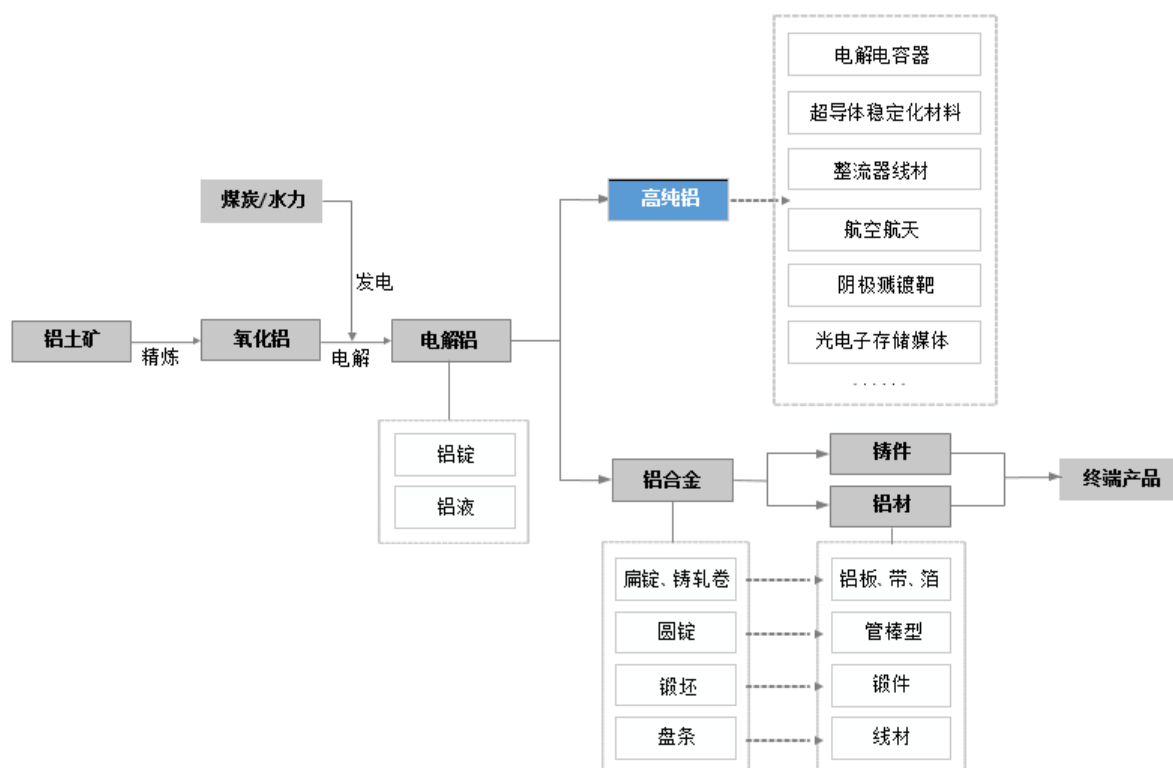 电解电容器
超导体稳定化材料
整流器线材
航空航天
阴极溅镀靶
光电子存储媒体
......
高纯铝
煤炭/水力
发电
铝土矿
精炼
氧化铝
电解
电解铝
铝锭
铝液
铝合金
铸件
铝材
终端产品
扁锭、铸轧卷
铝板、带、箔
圆锭
管棒型
锻坯
锻件
盘条
线材